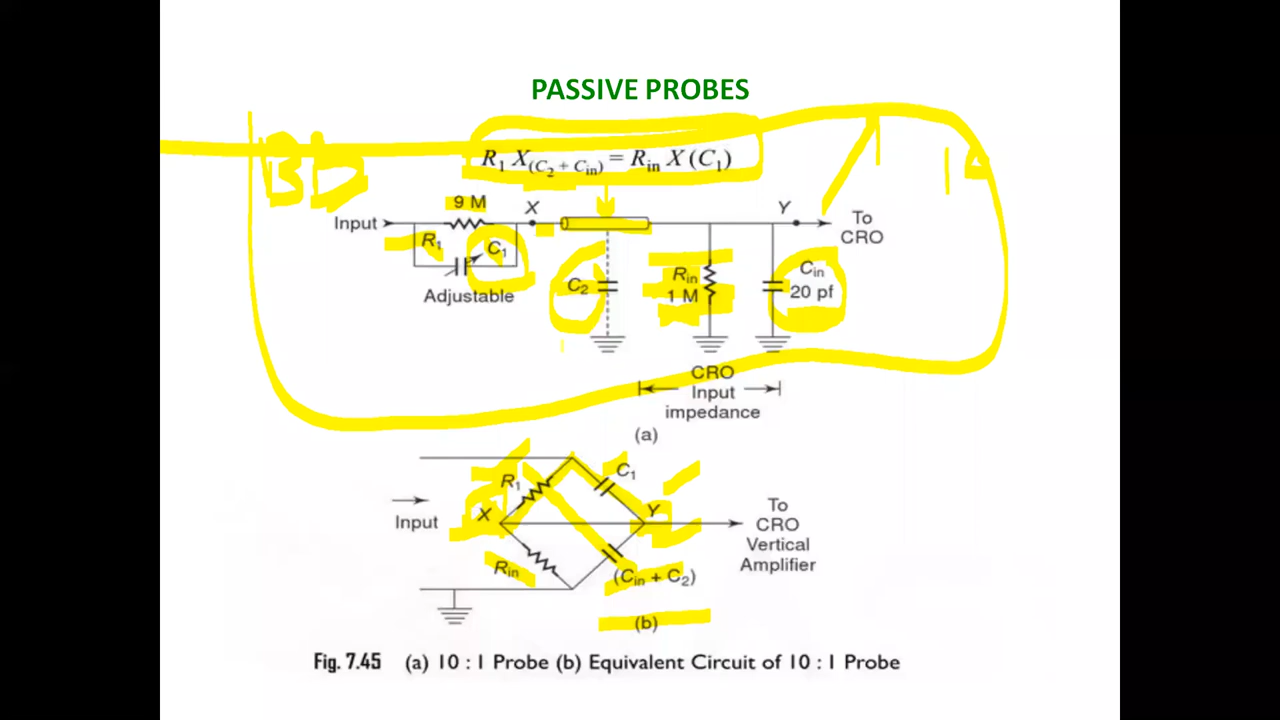 PASSIVE PROBES
R₁ X(C₂ + Cin) = Rin X (C₁)
9 M X Y
Input To
CRO
R₁ C₁
Adjustable
C₂
Rin
1 M
Cin
20 pf
CRO
Input
impedance
(a)
R₁ C₁
X Y
Input
To
CRO
Vertical
Amplifier
Rin (Cin + C₂)
(b)
Fig. 7.45 (a) 10 : 1 Probe (b) Equivalent Circuit of 10 : 1 Probe